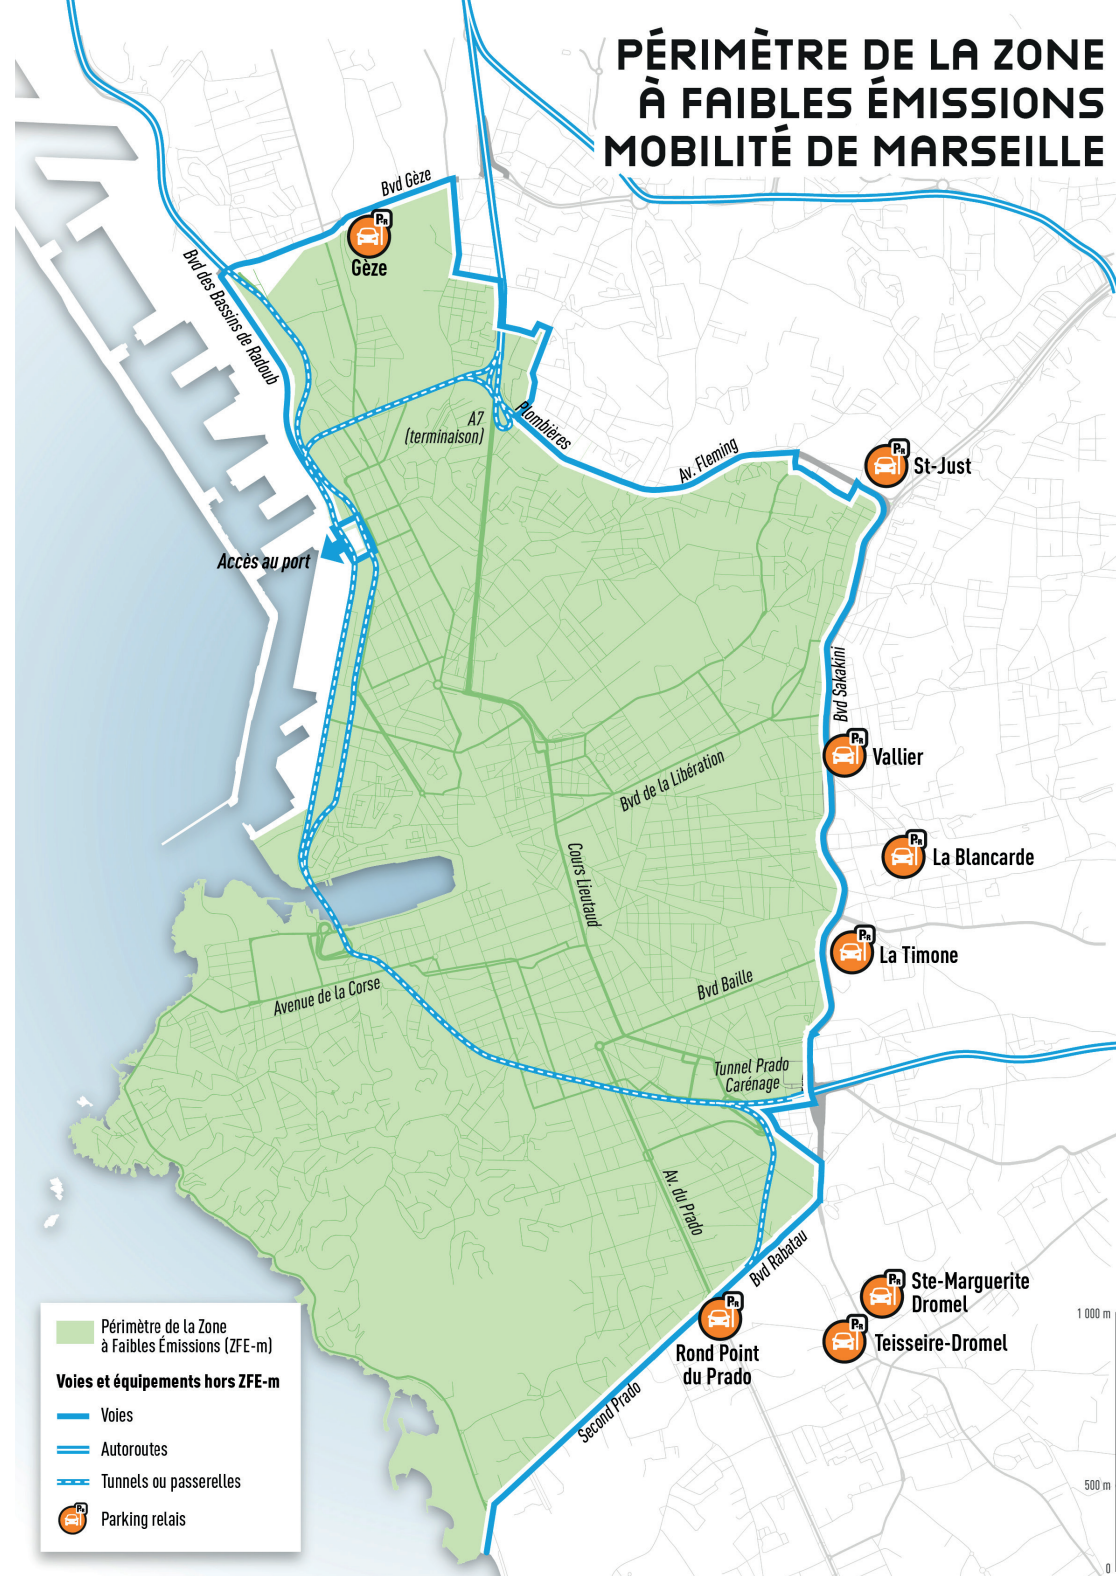 PÉRIMÈTRE DE LA ZONE
À FAIBLES ÉMISSIONS
MOBILITÉ DE MARSEILLE
Bvd Gèze
P+R
Gèze
Bvd des Bassins de Radoub
A7
(terminaison)
Plombières
Av. Fleming
P+R
St-Just
Accès au port
Bvd Sakakini
P+R
Vallier
Bvd de la Libération
P+R
La Blancarde
Cours Lieutaud
P+R
La Timone
Bvd Baille
Avenue de la Corse
Tunnel Prado
Carénage
Av. du Prado
Bvd Rabatau
P+R
Ste-Marguerite
Dromel
P+R
Teisseire-Dromel
P+R
Rond Point
du Prado
Second Prado
Périmètre de la Zone
à Faibles Émissions (ZFE-m)
Voies et équipements hors ZFE-m
Voies
Autoroutes
Tunnels ou passerelles
P+R
Parking relais
1 000 m
500 m
0